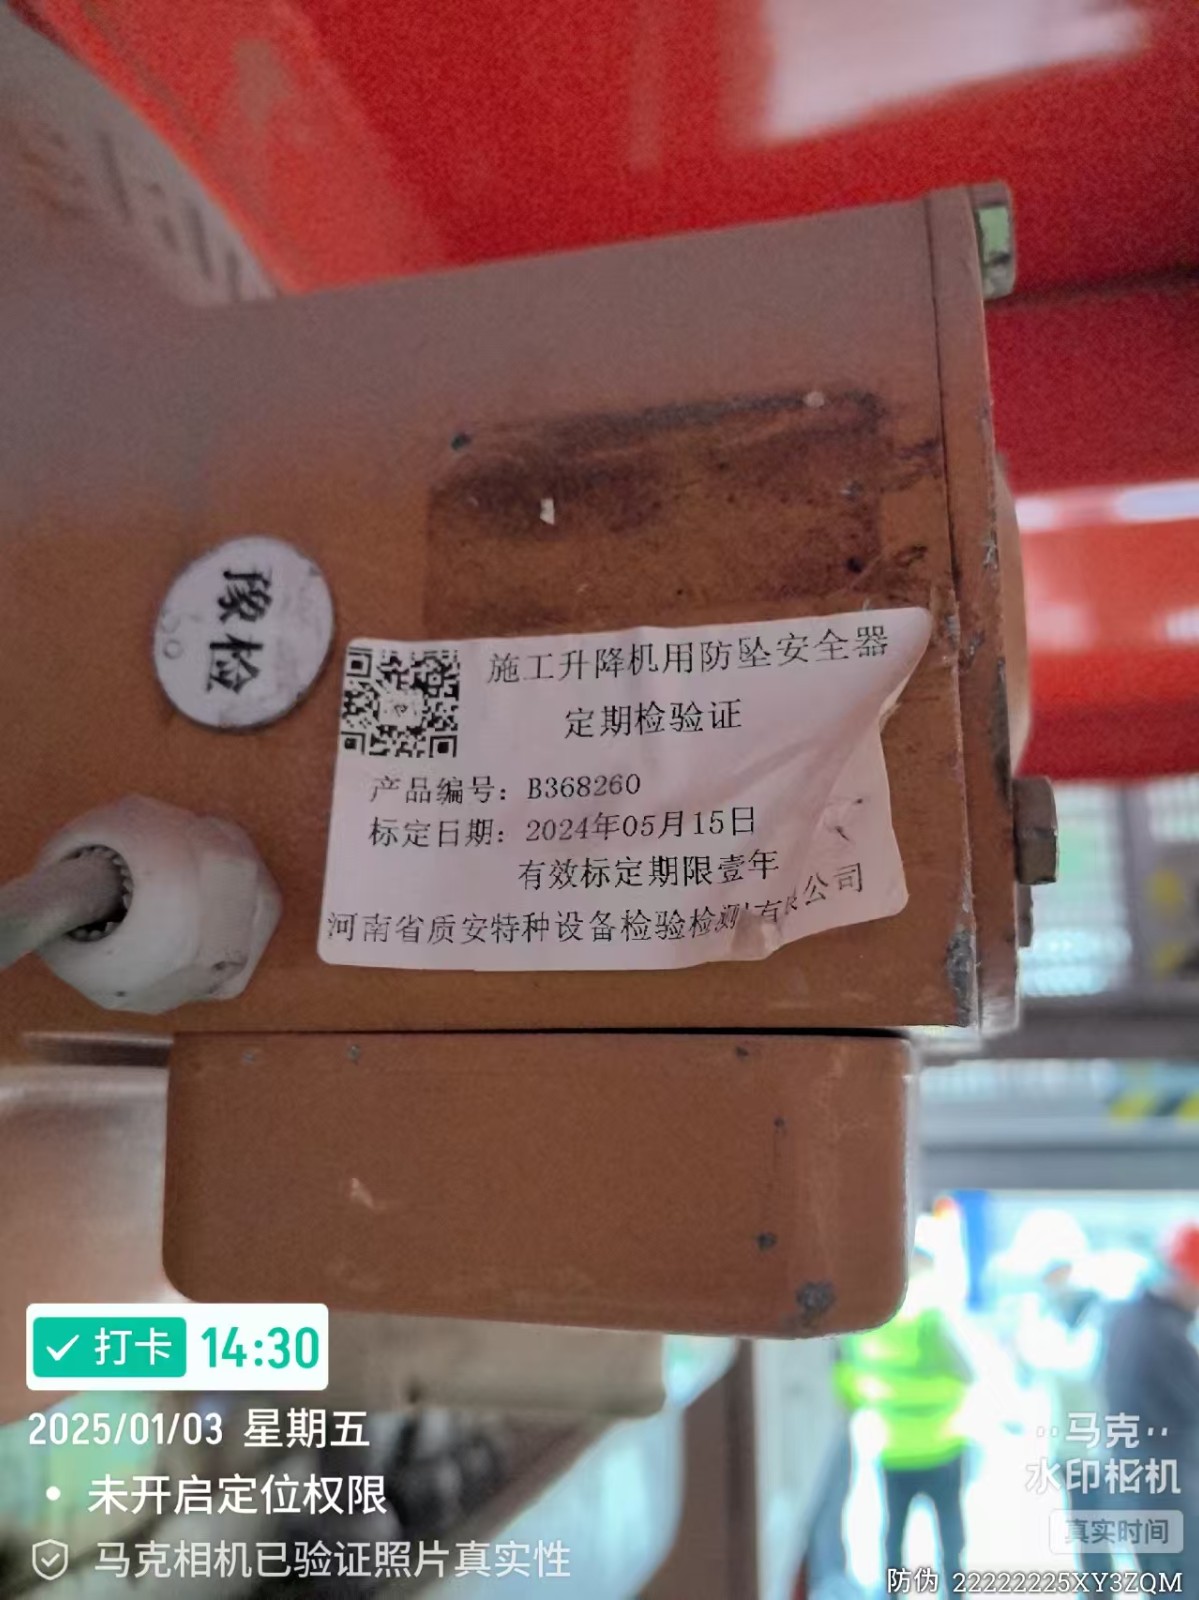 豫检
施工升降机用防坠安全器
定期检验证
产品编号：B368260
标定日期：2024年05月15日
有效标定期限壹年
河南省质安特种设备检验检测有限公司
打卡 14:30
2025/01/03 星期五
• 未开启定位权限
马克相机已验证照片真实性
马克
水印相机
真实时间
防伪 22222225XY3ZQM